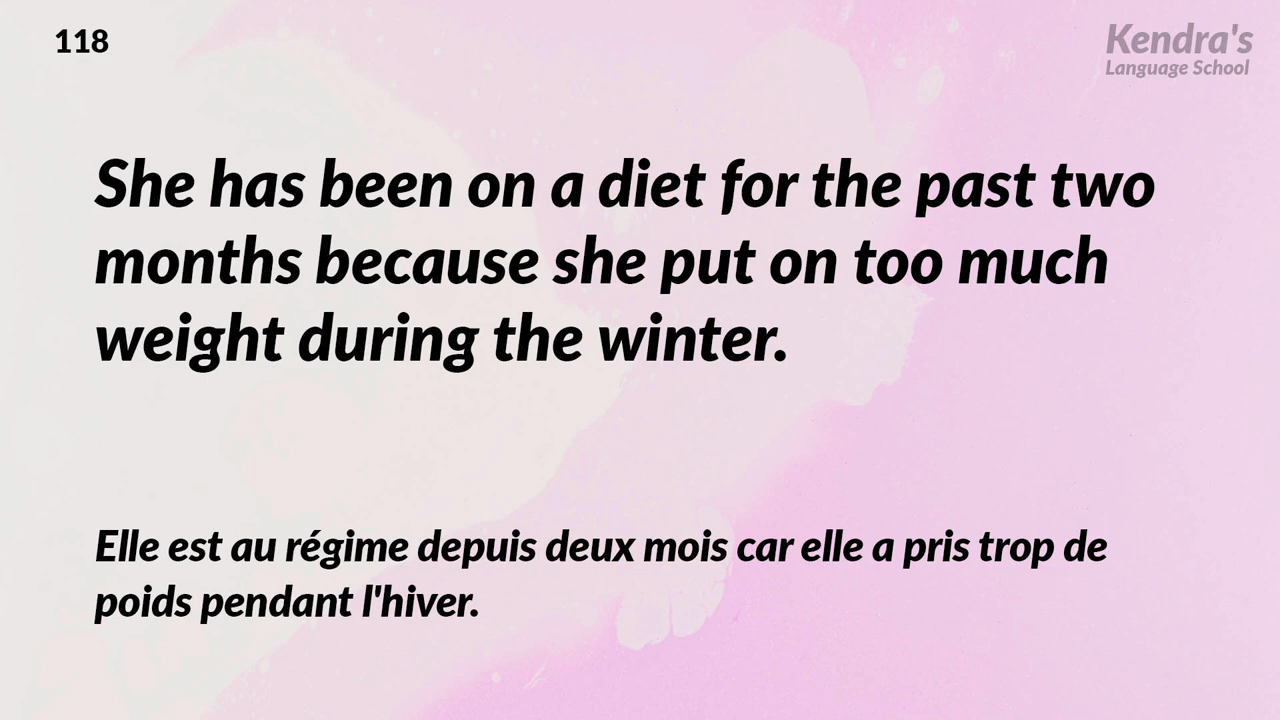 118
Kendra's
Language School
She has been on a diet for the past two
months because she put on too much
weight during the winter.
Elle est au régime depuis deux mois car elle a pris trop de
poids pendant l'hiver.